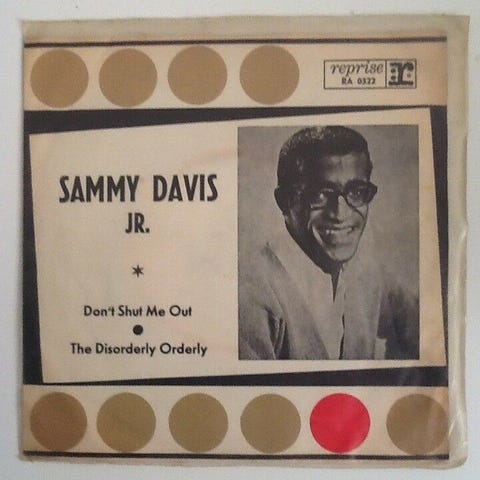 reprise
RA 0322
SAMMY DAVIS
JR.
*
Don't Shut Me Out
●
The Disorderly Orderly